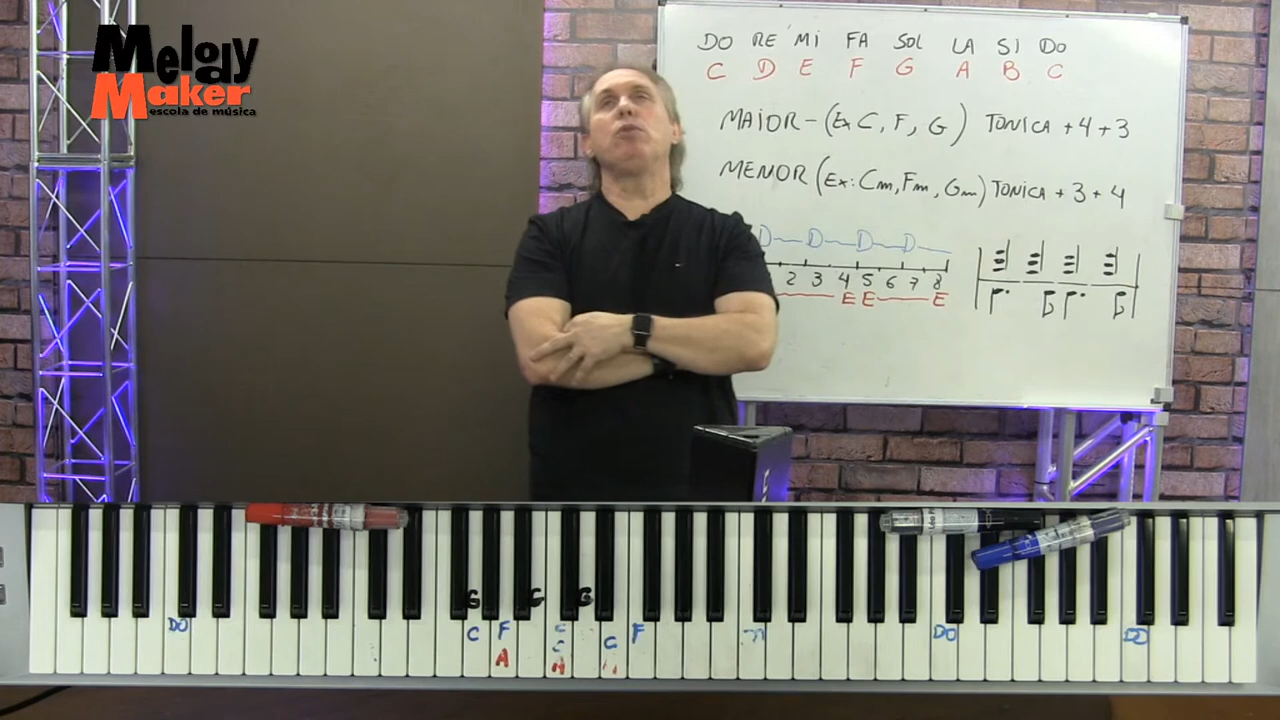 Melody
Maker
escola de música
DO RE MI FA SOL LA SI DO
C D E F G A B C
MAIOR - (Ex C, F, G) TONICA + 4 + 3
MENOR (Ex: Cm, Fm, Gm) TONICA + 3 + 4
D D D D
2 3 4 5 6 7 8
E E E
G G G
DO C F C F DO DO
A